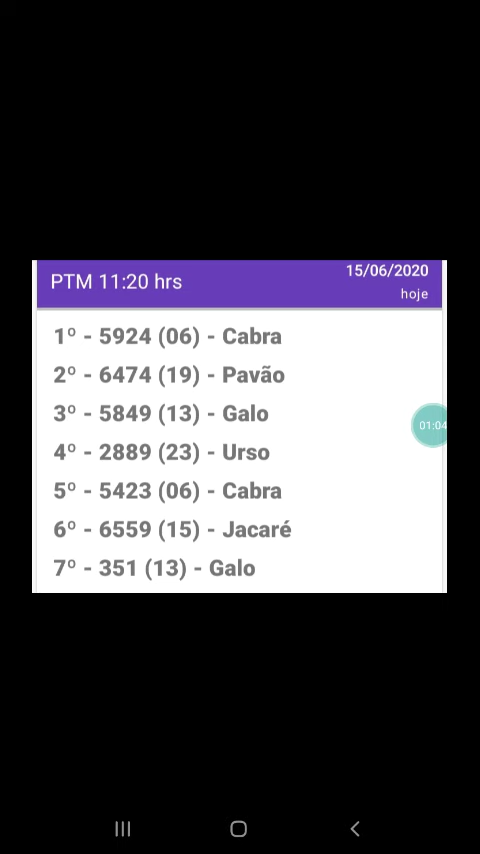 PTM 11:20 hrs
15/06/2020
hoje
1º - 5924 (06) - Cabra
2º - 6474 (19) - Pavão
3º - 5849 (13) - Galo
4º - 2889 (23) - Urso
5º - 5423 (06) - Cabra
6º - 6559 (15) - Jacaré
7º - 351 (13) - Galo
01:04